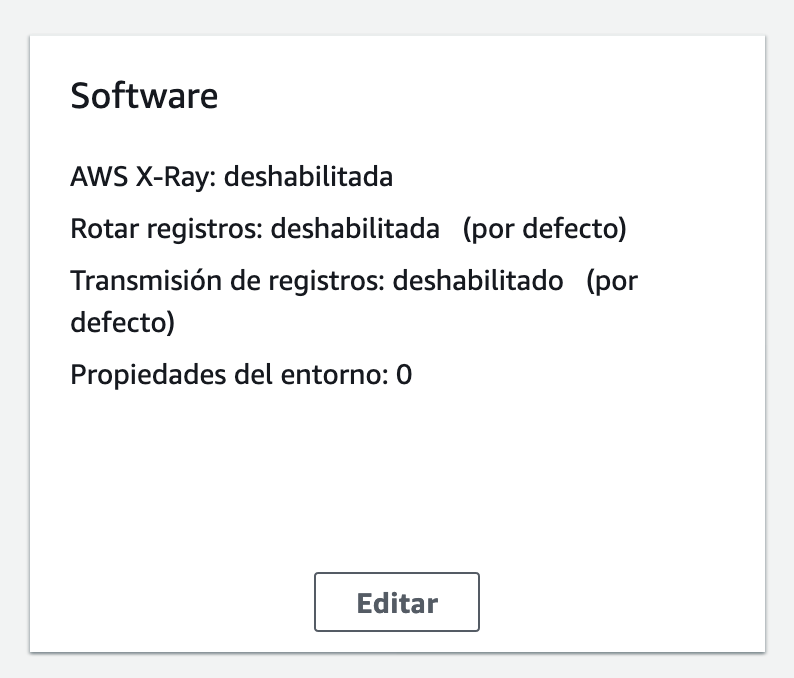 Software
AWS X-Ray: deshabilitada
Rotar registros: deshabilitada (por defecto)
Transmisión de registros: deshabilitado (por
defecto)
Propiedades del entorno: 0
Editar